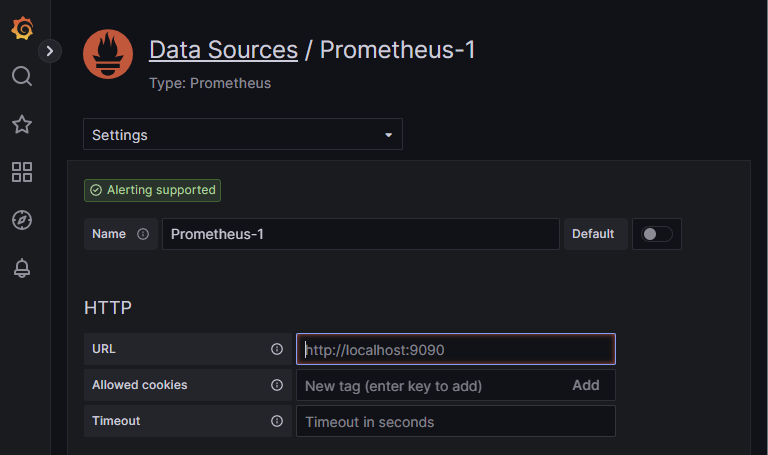 Data Sources / Prometheus-1
Type: Prometheus
Settings
Alerting supported
Name
Prometheus-1
Default
HTTP
URL
http://localhost:9090
Allowed cookies
New tag (enter key to add)
Add
Timeout
Timeout in seconds